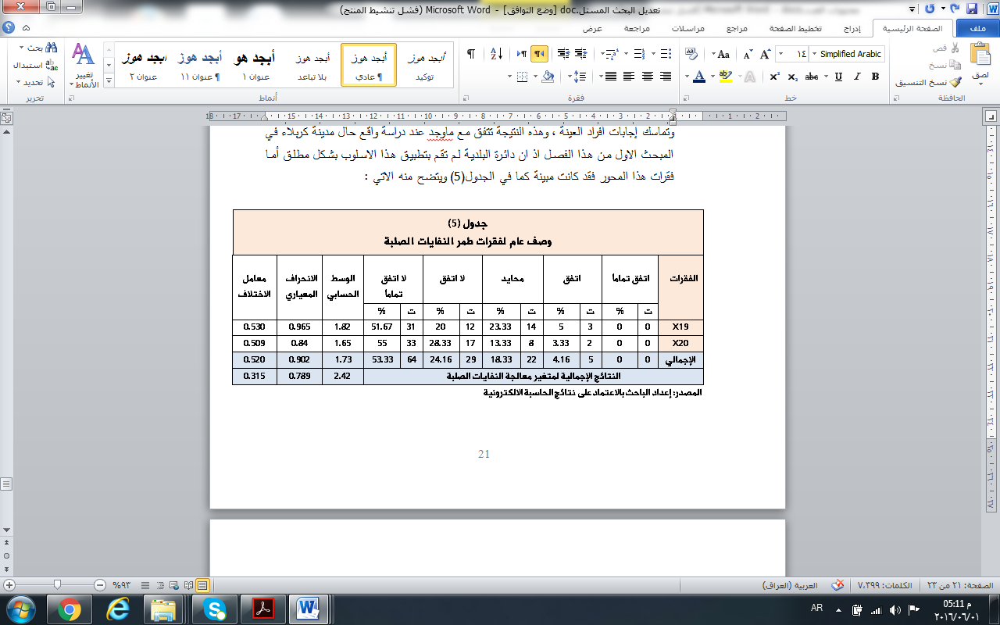 تعديل البحث المستل.doc [وضع التوافق] - Microsoft Word (فشل تنشيط المنتج)
ملف الصفحة الرئيسية إدراج تخطيط الصفحة مراجع مراسلات مراجعة عرض
لصق قص نسخ نسخ التنسيق
الحافظة
Simplified Arabic ١٤
خط
فقرة
أبجد هوز أبجد هوز أبجد هوز أبجد هو أبجد هوز أبجد هوز
توكيد ¶ عادي بلا تباعد عنوان ١ ¶ عنوان ١١ عنوان ٢
تغيير الأنماط
أنماط
بحث
استبدال
تحديد
تحرير
وتماسك إجابات افراد العينة ، وهذه النتيجة تتفق مع ماوجد عند دراسة واقع حال مدينة كربلاء في
المبحث الاول من هذا الفصل اذ ان دائرة البلدية لم تقم بتطبيق هذا الاسلوب بشكل مطلق أما
فقرات هذا المحور فقد كانت مبينة كما في الجدول(5) ويتضح منه الاتي :
جدول (5)
وصف عام لفقرات طمر النفايات الصلبة
الفقرات اتفق تماماً اتفق محايد لا اتفق لا اتفق تماماً الوسط الحسابي الانحراف المعياري معامل الاختلاف
ت % ت % ت % ت % ت %
X19 0 0 3 5 14 23.33 12 20 31 51.67 1.82 0.965 0.530
X20 0 0 2 3.33 8 13.33 17 28.33 33 55 1.65 0.84 0.509
الإجمالي 0 0 5 4.16 22 18.33 29 24.16 64 53.33 1.73 0.902 0.520
النتائج الإجمالية لمتغير معالجة النفايات الصلبة 2.42 0.789 0.315
المصدر: إعداد الباحث بالاعتماد على نتائج الحاسبة الالكترونية
21
الصفحة: ٢١ من ٢٣ الكلمات: ٧،٣٩٩ العربية (العراق) ٩٣%
AR
05:11 م
٢٠١٦/٠٦/٠١